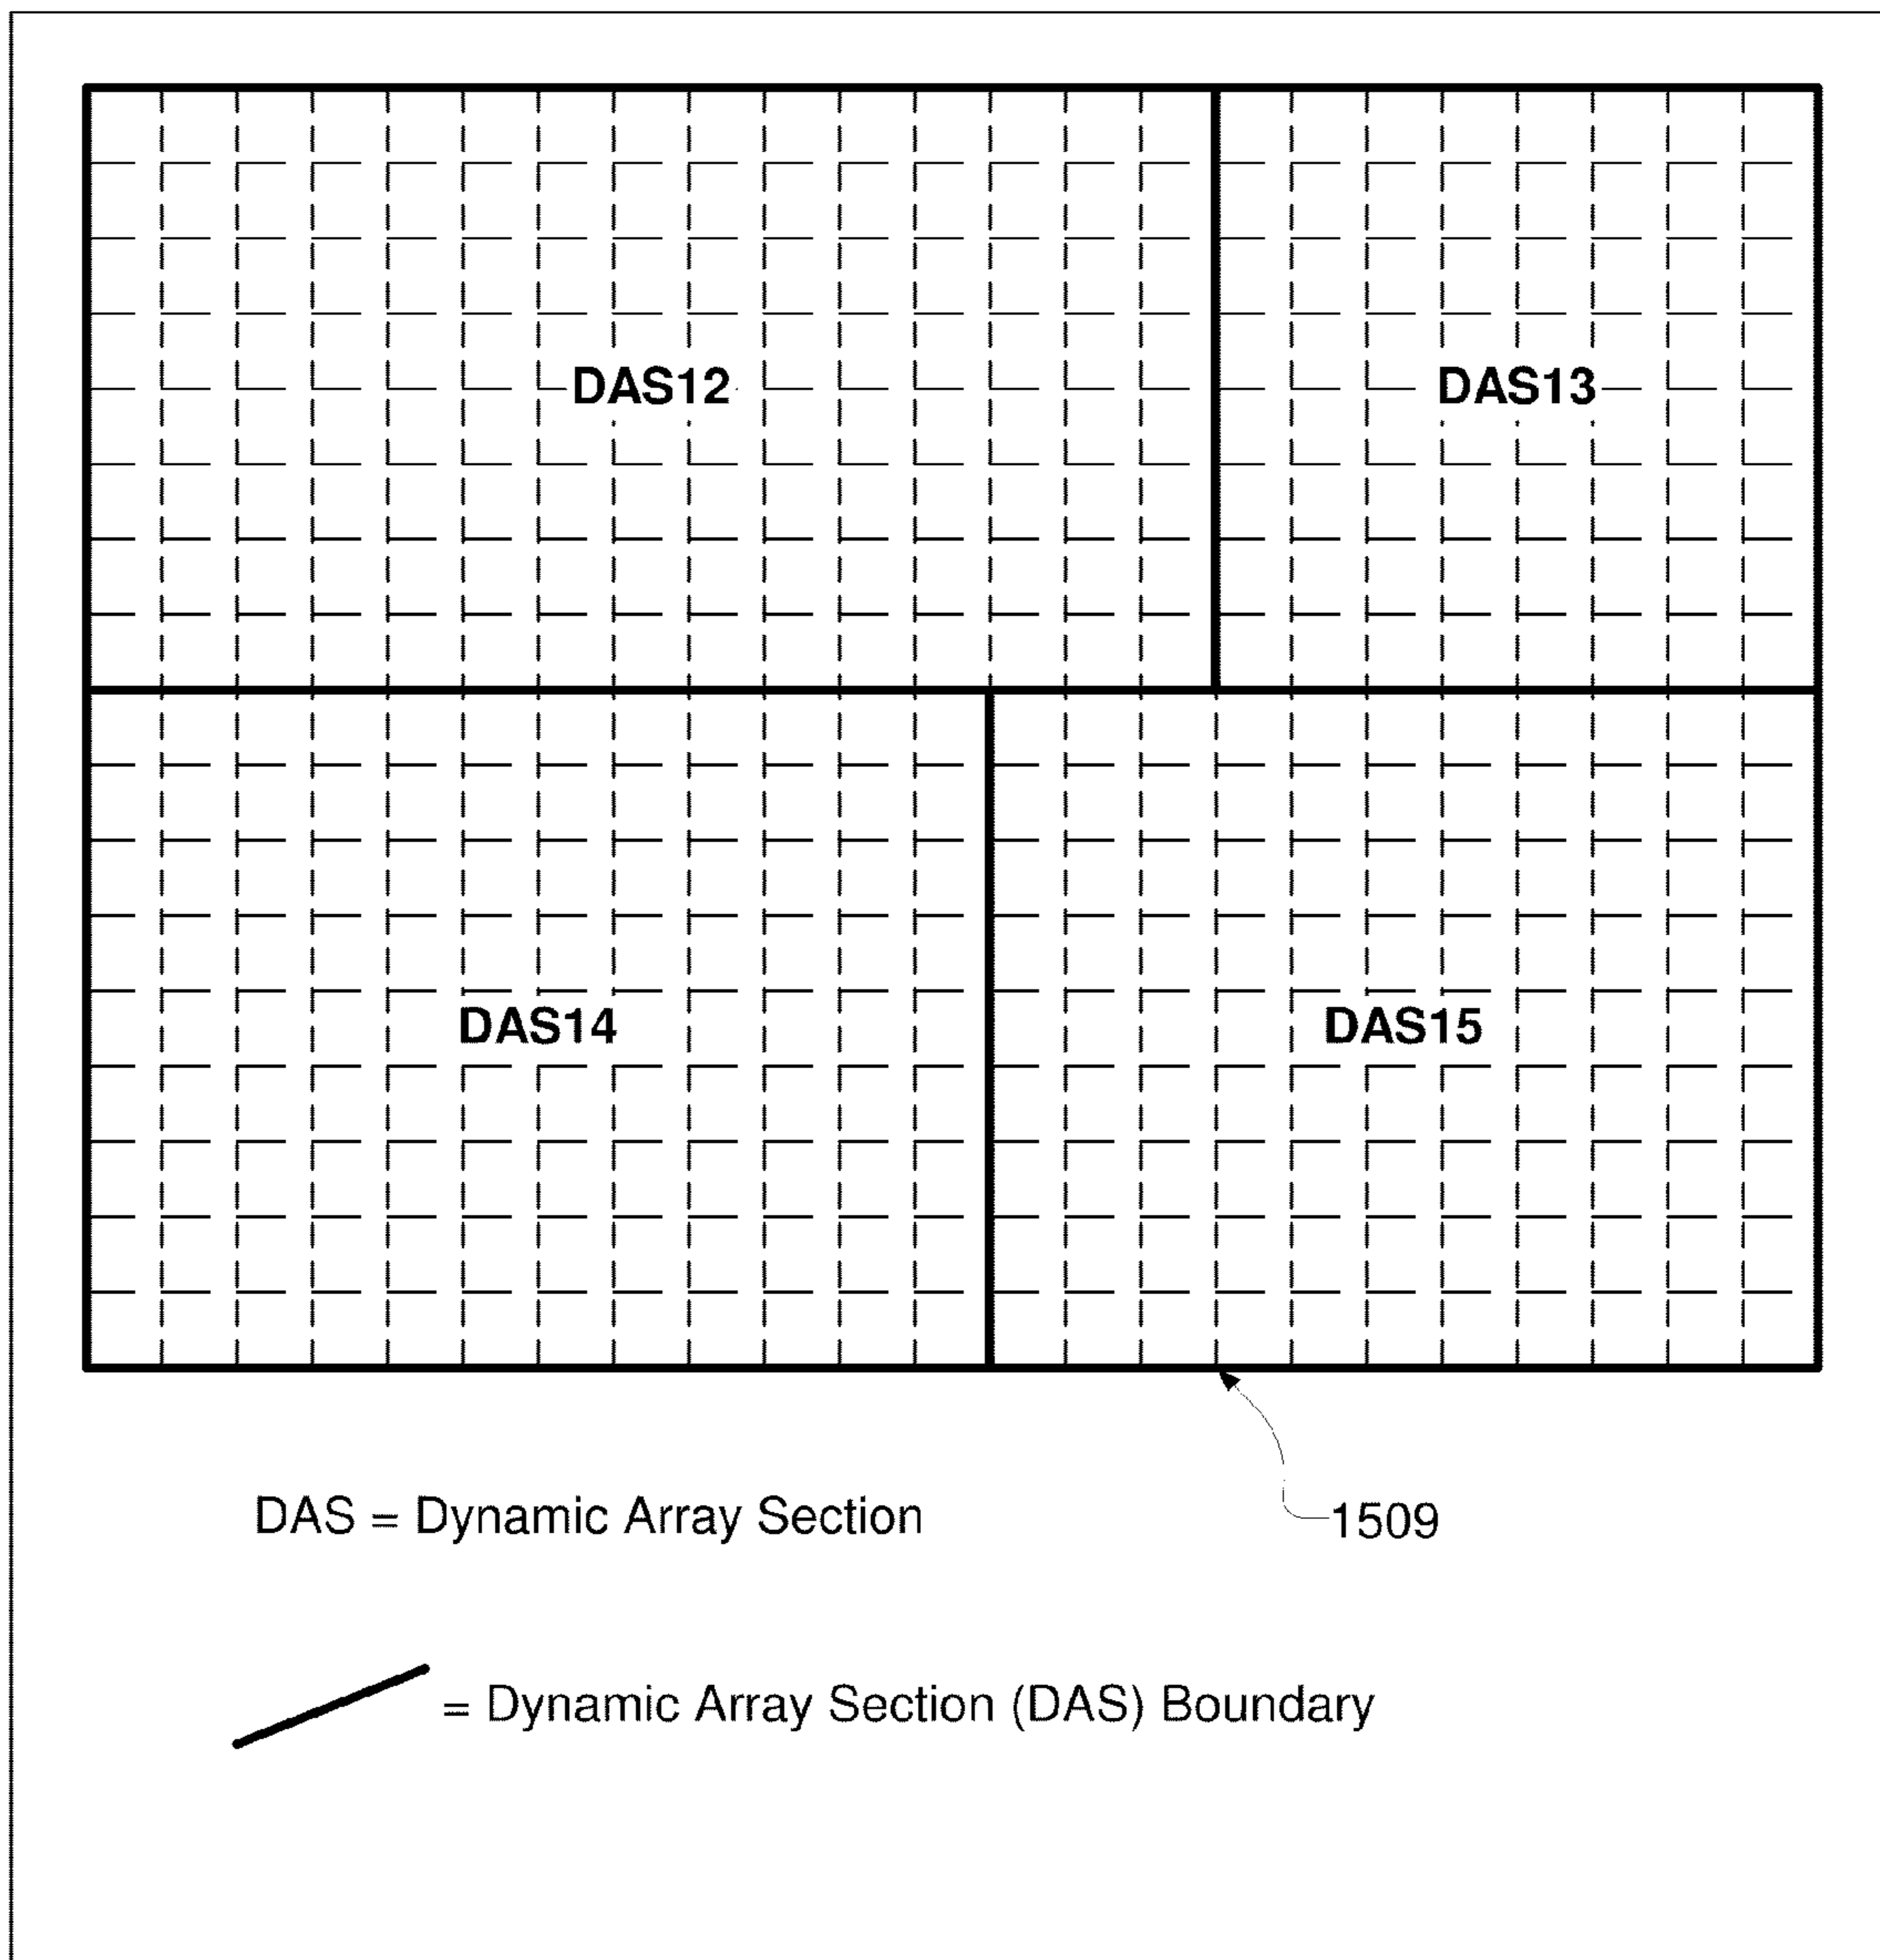 DAS12
DAS13
DAS14
DAS15
DAS = Dynamic Array Section
1509
= Dynamic Array Section (DAS) Boundary